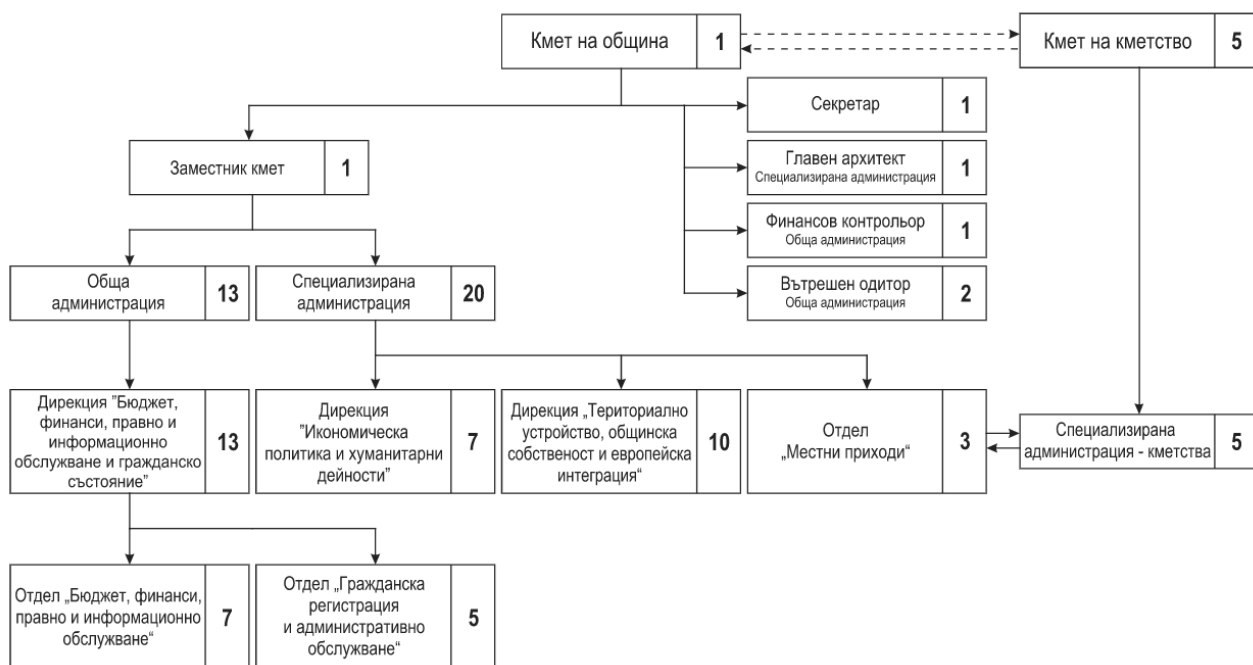 Кмет на община
1
Кмет на кметство
5
Секретар
1
Заместник кмет
1
Главен архитект
Специализирана администрация
1
Финансов контрольор
Обща администрация
1
Вътрешен одитор
Обща администрация
2
Обща
администрация
13
Специализирана
администрация
20
Дирекция "Бюджет,
финанси, правно и
информационно
обслужване и гражданско
състояние”
13
Дирекция
"Икономическа
политика и хуманитарни
дейности”
7
Дирекция „Териториално
устройство, общинска
собственост и европейска
интеграция“
10
Отдел
„Местни приходи“
3
Специализирана
администрация - кметства
5
Отдел „Бюджет, финанси,
правно и информационно
обслужване“
7
Отдел „Гражданска
регистрация
и административно
обслужване“
5